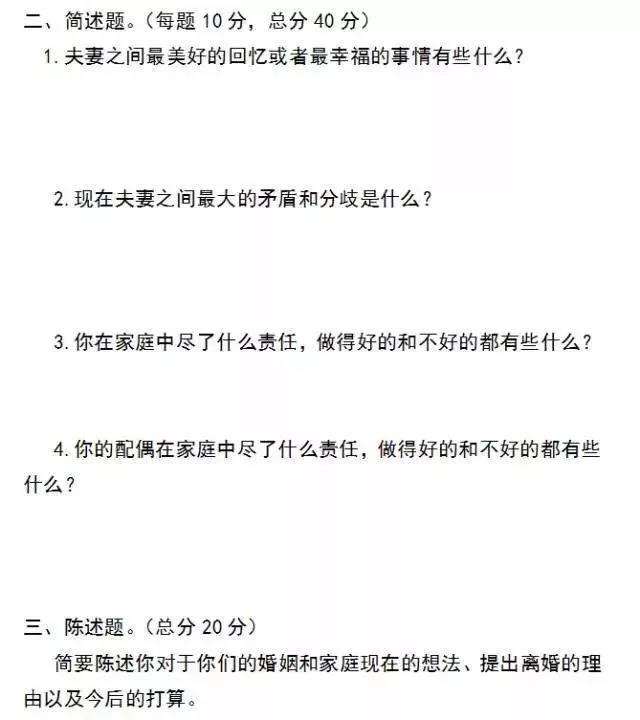 二、简述题。（每题 10 分，总分 40 分）
1.夫妻之间最美好的回忆或者最幸福的事情有些什么？
2.现在夫妻之间最大的矛盾和分歧是什么？
3.你在家庭中尽了什么责任，做得好的和不好的都有些什么？
4.你的配偶在家庭中尽了什么责任，做得好的和不好的都有些
什么？
三、陈述题。（总分 20 分）
简要陈述你对于你们的婚姻和家庭现在的想法、提出离婚的理
由以及今后的打算。